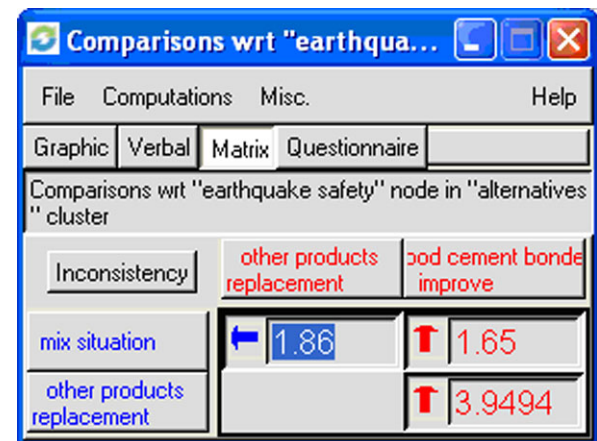 Comparisons wrt "earthqua...
File Computations Misc. Help
Graphic Verbal Matrix Questionnaire
Comparisons wrt "earthquake safety" node in "alternatives
" cluster
Inconsistency
other products
replacement
ood cement bonde
improve
mix situation
1.86
1.65
other products
replacement
3.9494